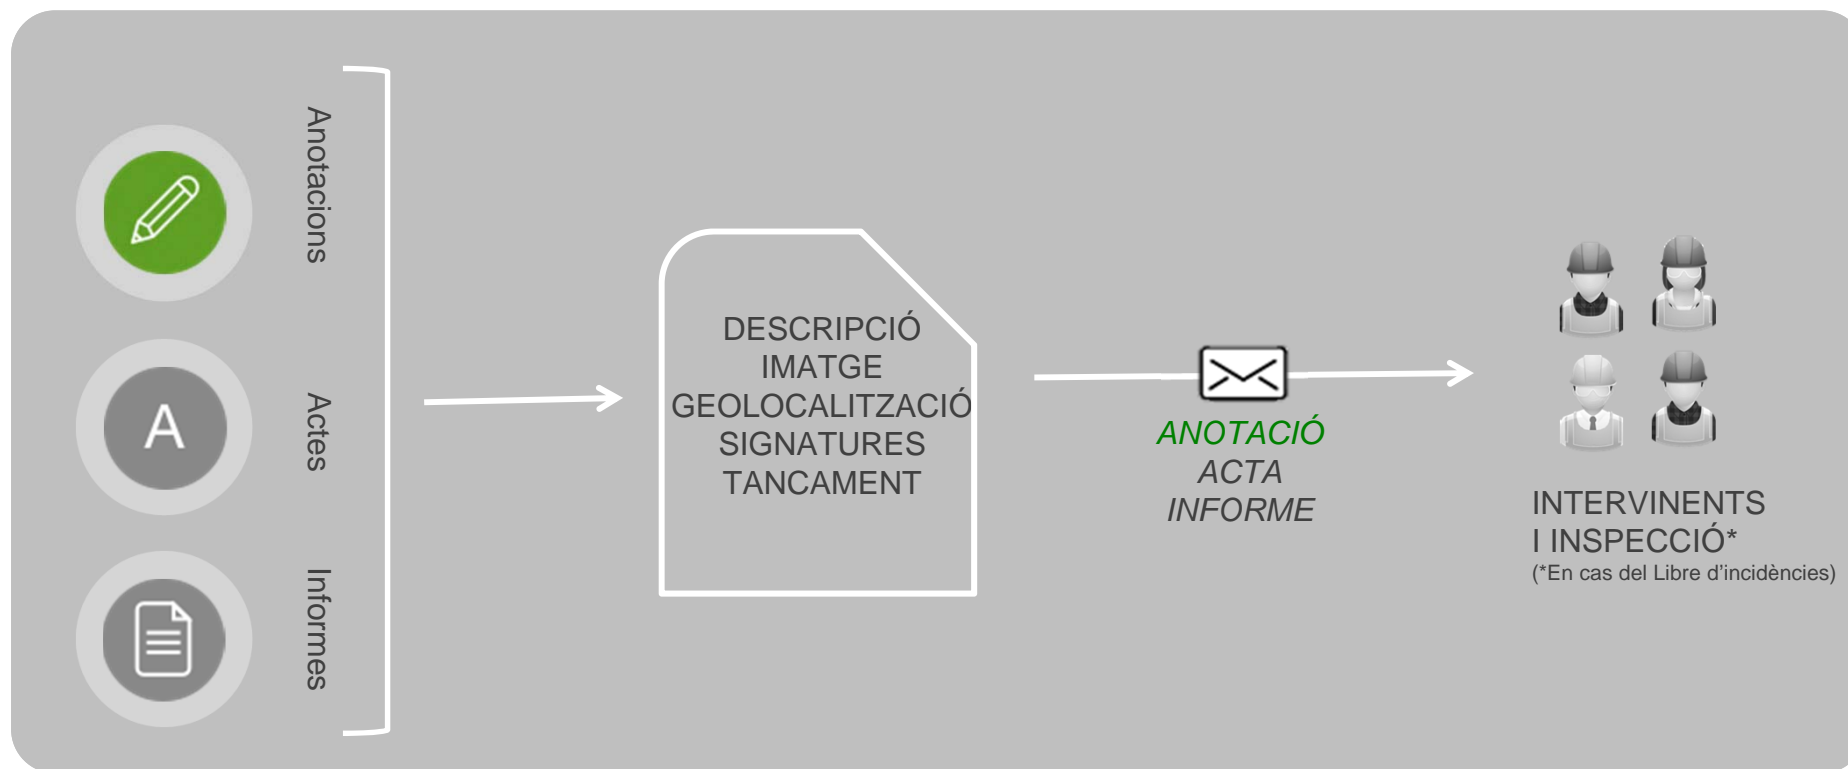 Anotacions
A
Actes
Informes
DESCRIPCIÓ
IMATGE
GEOLOCALITZACIÓ
SIGNATURES
TANCAMENT
ANOTACIÓ
ACTA
INFORME
INTERVINENTS
I INSPECCIÓ*
(*En cas del Libre d’incidències)